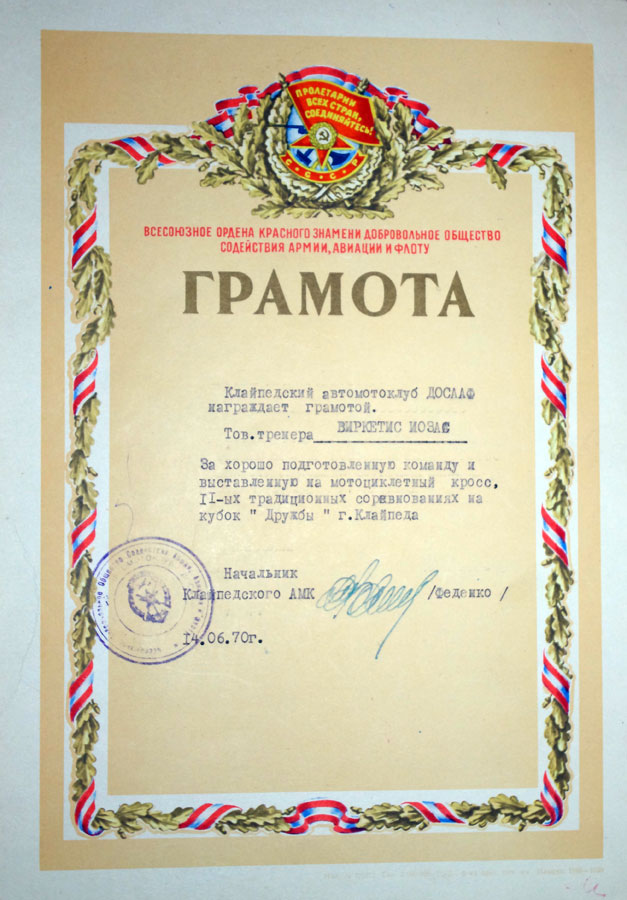 ПРОЛЕТАРИИ
ВСЕХ СТРАН,
СОЕДИНЯЙТЕСЬ!
С С С Р
ВСЕСОЮЗНОЕ ОРДЕНА КРАСНОГО ЗНАМЕНИ ДОБРОВОЛЬНОЕ ОБЩЕСТВО
СОДЕЙСТВИЯ АРМИИ, АВИАЦИИ И ФЛОТУ
ГРАМОТА
Клайпедский автомотоклуб ДОСААФ
награждает грамотой.
Тов.тренера ВИРКЕТИС ИОЗАС
За хорошо подготовленную команду и
выставленную на мотоциклетный кросс,
II-ых традиционных соревнованиях на
кубок " Дружбы " г.Клайпеда
Начальник
Клайпедского АМК /Феденко /
14.06.70г.